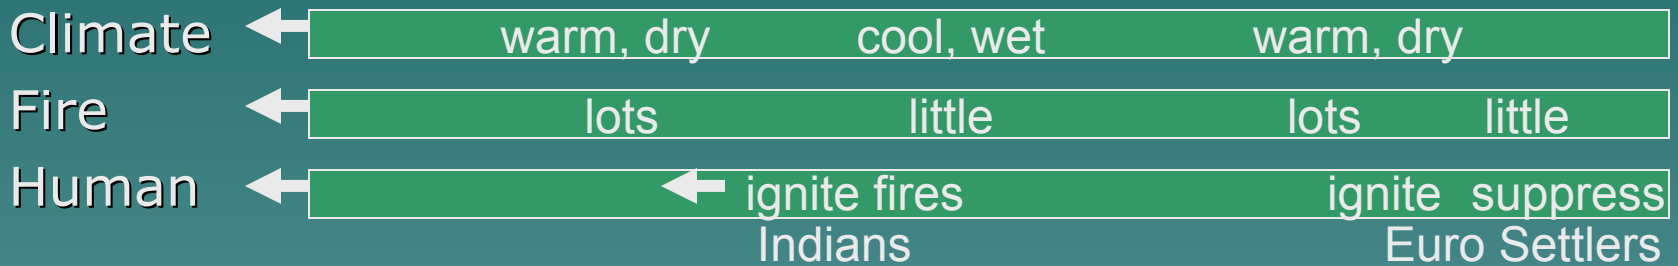 Climate warm, dry cool, wet warm, dry
Fire lots little lots little
Human ignite fires ignite suppress
Indians Euro Settlers